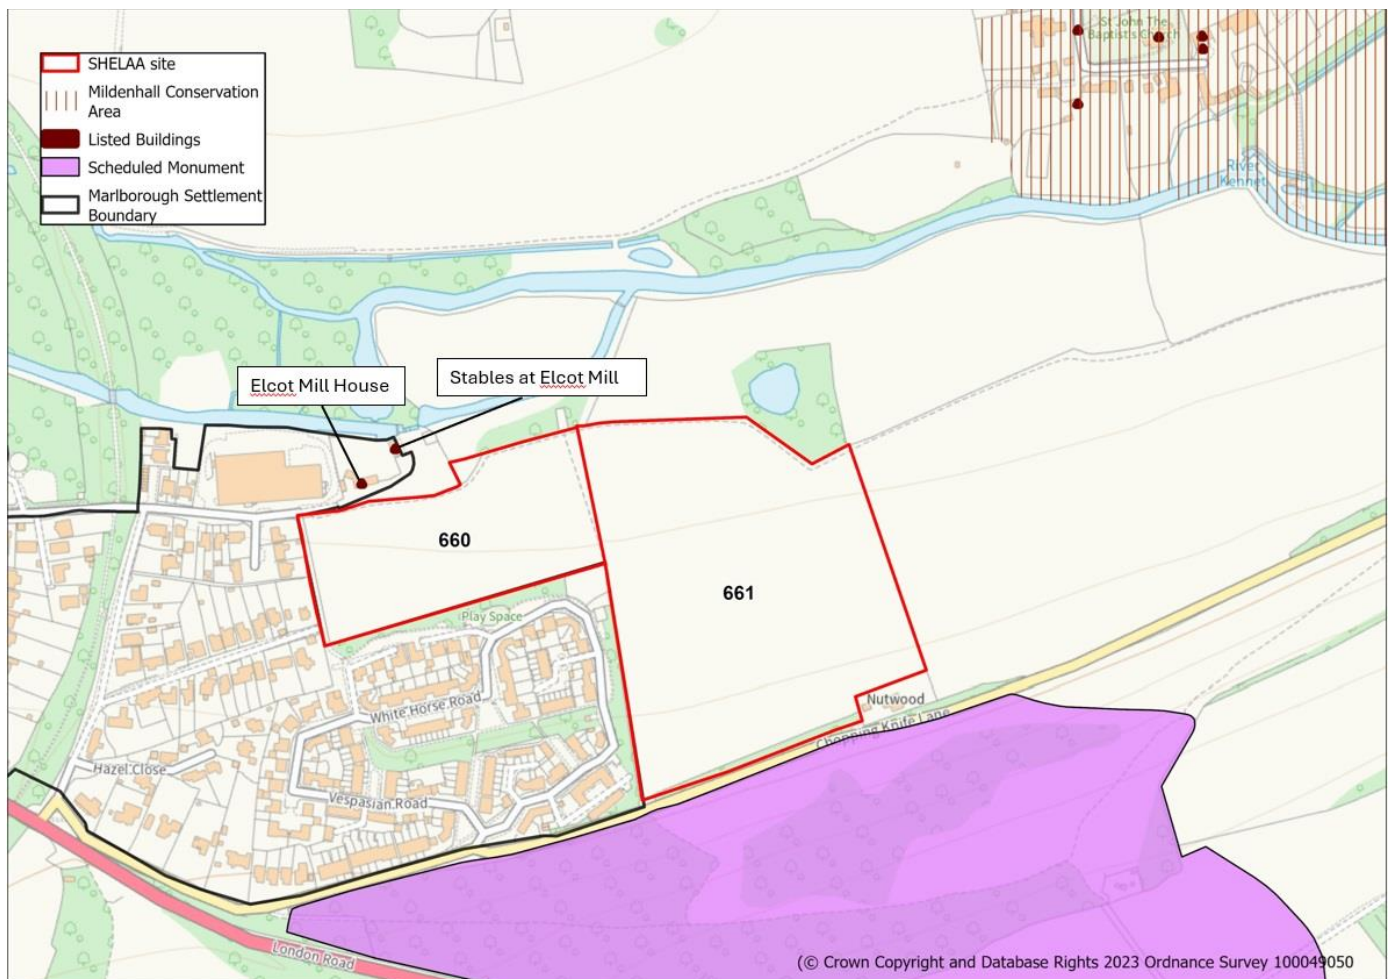 SHELAA site
Mildenhall Conservation
Area
Listed Buildings
Scheduled Monument
Marlborough Settlement
Boundary
St John The
Baptist's Church
River
Kennet
Elcot Mill House
Stables at Elcot Mill
660
661
Play Space
White Horse Road
Nutwood
Chopping Knife Lane
Hazel Close
Vespasian Road
London Road
(© Crown Copyright and Database Rights 2023 Ordnance Survey 100049050